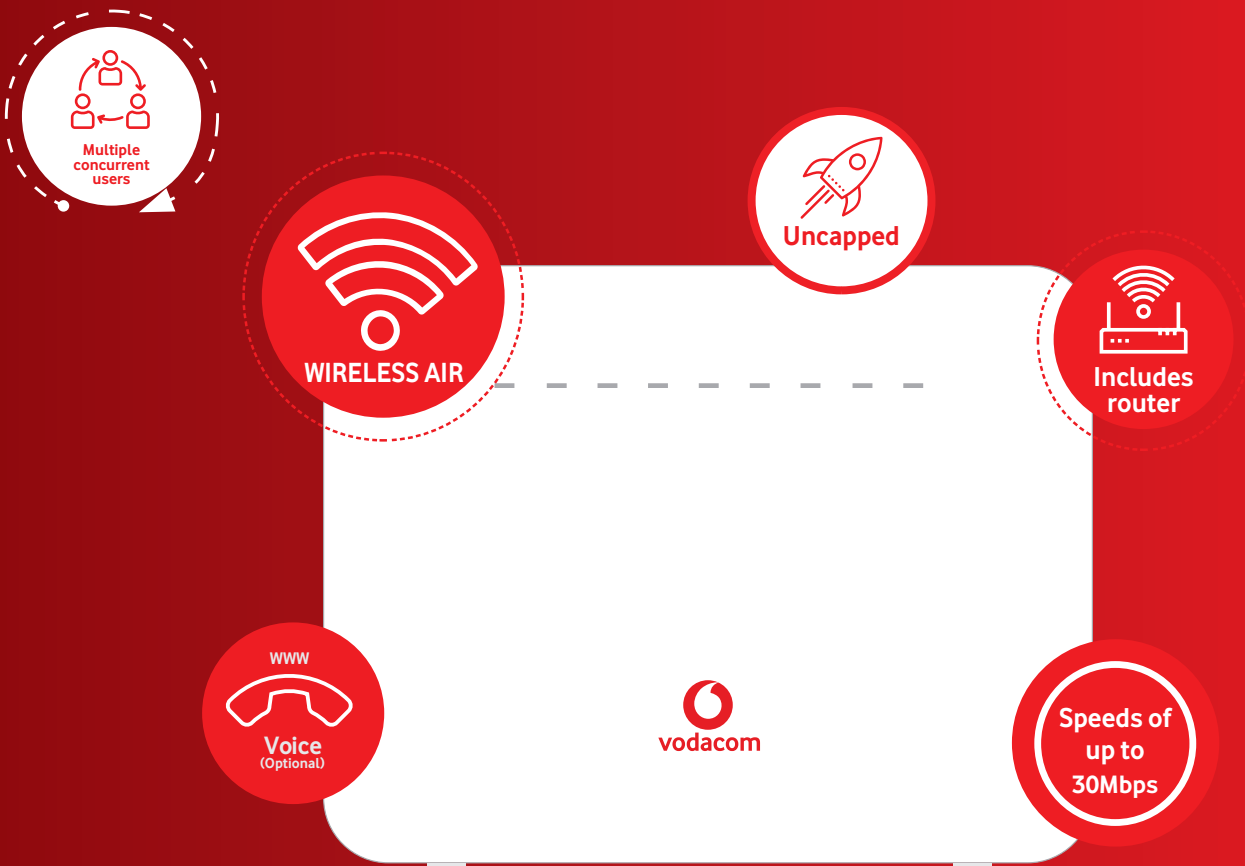 Multiple
concurrent
users
Uncapped
WIRELESS AIR
Includes
router
WWW
Voice
(Optional)
vodacom
Speeds of
up to
30Mbps